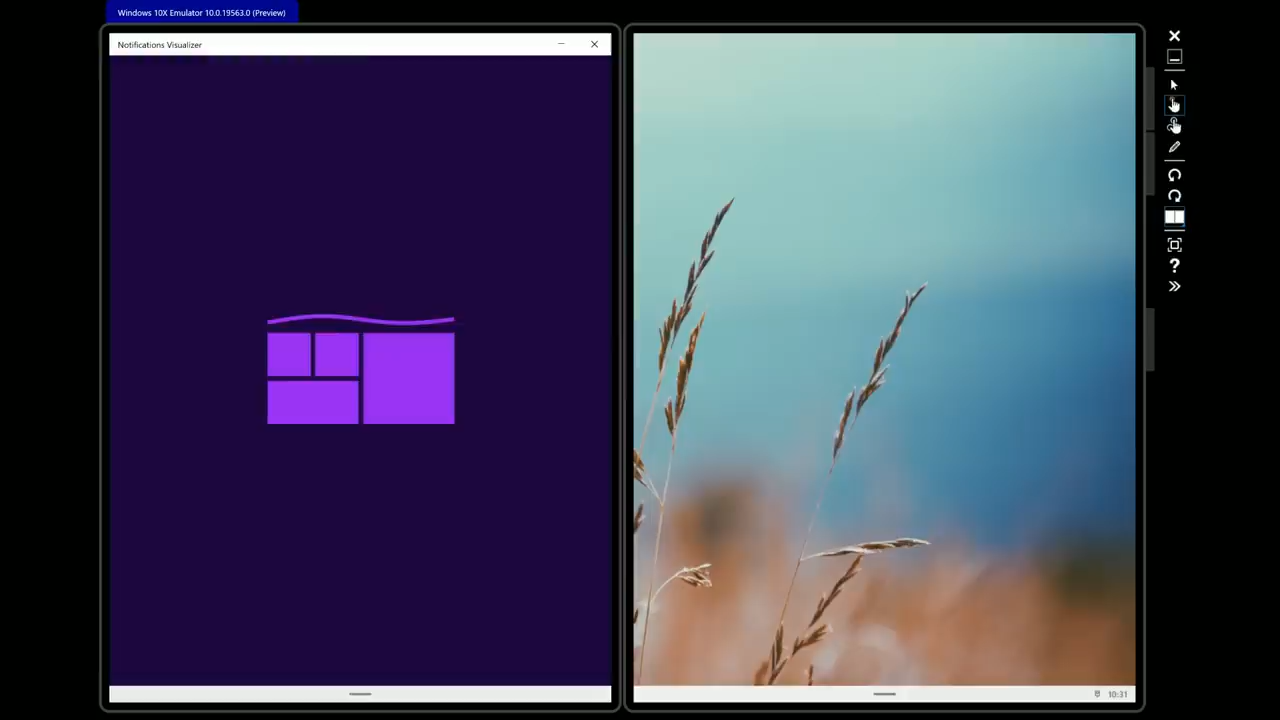 Windows 10X Emulator 10.0.19563.0 (Preview)
Notifications Visualizer
?
10:31